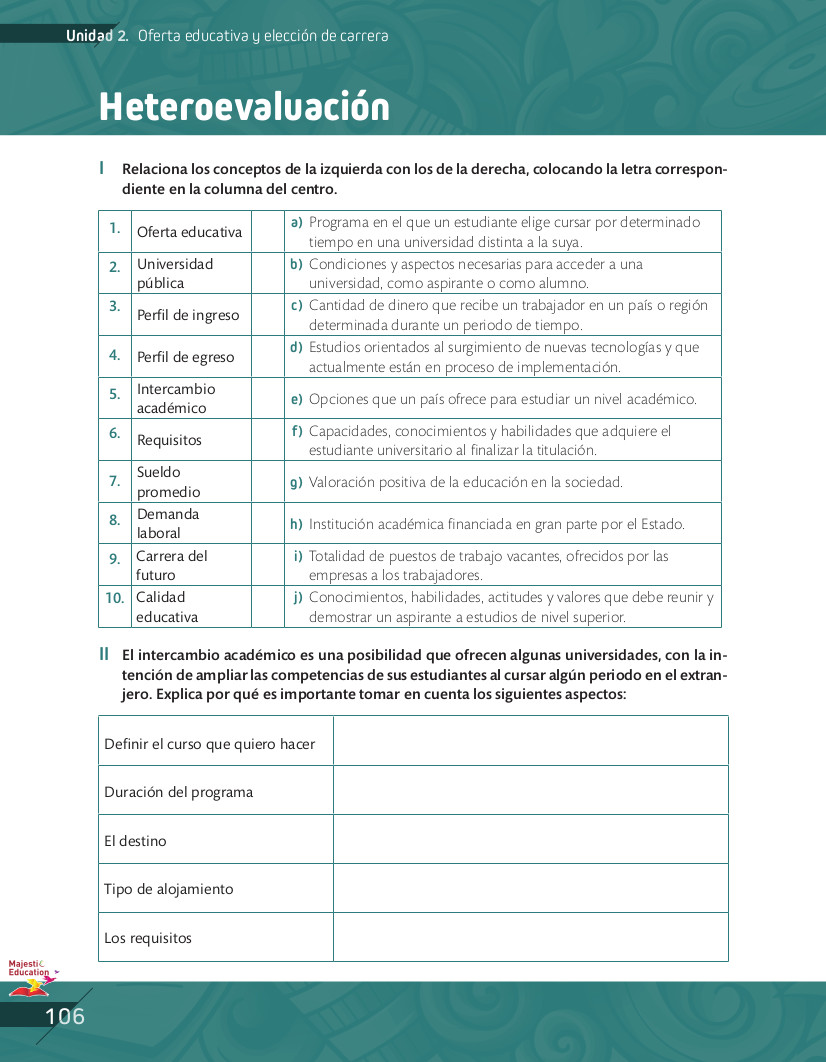 Unidad 2. Oferta educativa y elección de carrera
Heteroevaluación
I Relaciona los conceptos de la izquierda con los de la derecha, colocando la letra correspon-
diente en la columna del centro.
1. Oferta educativa
a) Programa en el que un estudiante elige cursar por determinado
tiempo en una universidad distinta a la suya.
2. Universidad
pública
b) Condiciones y aspectos necesarias para acceder a una
universidad, como aspirante o como alumno.
3. Perfil de ingreso
c) Cantidad de dinero que recibe un trabajador en un país o región
determinada durante un periodo de tiempo.
4. Perfil de egreso
d) Estudios orientados al surgimiento de nuevas tecnologías y que
actualmente están en proceso de implementación.
5. Intercambio
académico
e) Opciones que un país ofrece para estudiar un nivel académico.
6. Requisitos
f) Capacidades, conocimientos y habilidades que adquiere el
estudiante universitario al finalizar la titulación.
7. Sueldo
promedio
g) Valoración positiva de la educación en la sociedad.
8. Demanda
laboral
h) Institución académica financiada en gran parte por el Estado.
9. Carrera del
futuro
i) Totalidad de puestos de trabajo vacantes, ofrecidos por las
empresas a los trabajadores.
10. Calidad
educativa
j) Conocimientos, habilidades, actitudes y valores que debe reunir y
demostrar un aspirante a estudios de nivel superior.
II El intercambio académico es una posibilidad que ofrecen algunas universidades, con la in-
tención de ampliar las competencias de sus estudiantes al cursar algún periodo en el extran-
jero. Explica por qué es importante tomar en cuenta los siguientes aspectos:
Definir el curso que quiero hacer
Duración del programa
El destino
Tipo de alojamiento
Los requisitos
Majestic
Education
106